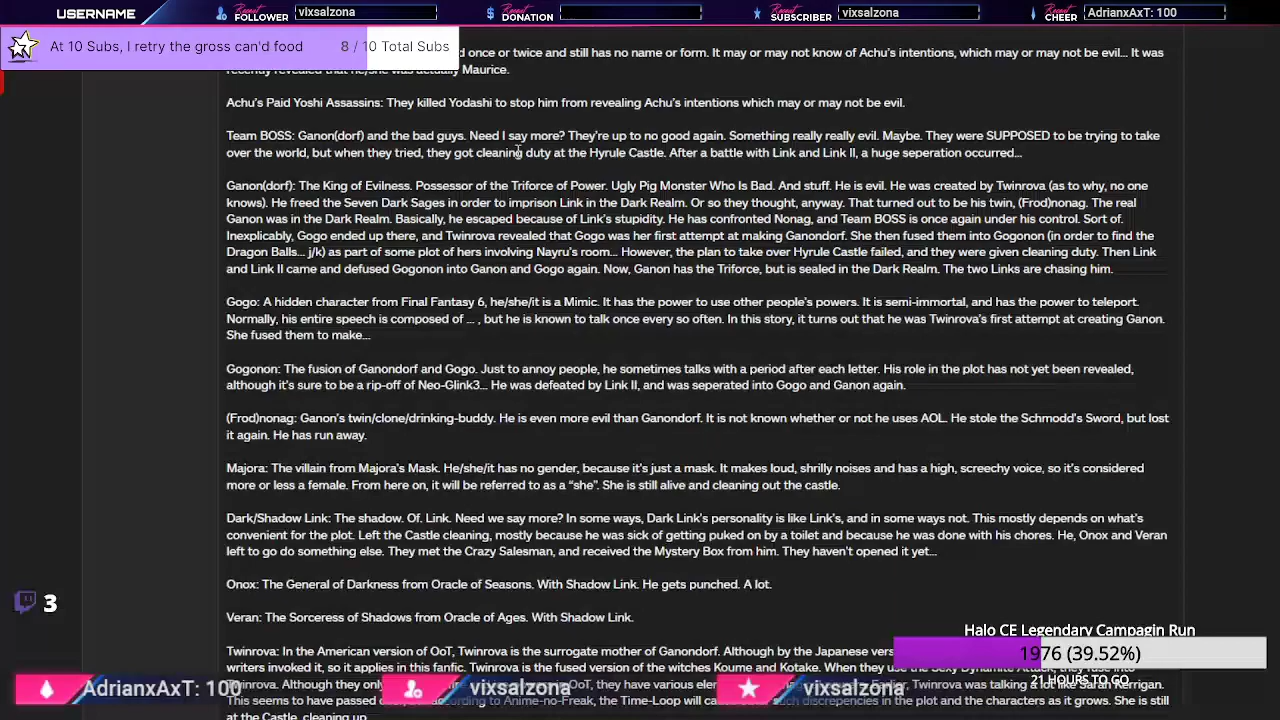 USERNAME
Recent FOLLOWER vixsalzona
Recent DONATION
Recent SUBSCRIBER vixsalzona
Recent CHEER AdrianxAxT: 100
At 10 Subs, I retry the gross can'd food 8 / 10 Total Subs
d once or twice and still has no name or form. It may or may not know of Achu's intentions, which may or may not be evil... It was
recently revealed that he/she was actually Maurice.
Achu's Paid Yoshi Assassins: They killed Yodashi to stop him from revealing Achu's intentions which may or may not be evil.
Team BOSS: Ganon(dorf) and the bad guys. Need I say more? They're up to no good again. Something really really evil. Maybe. They were SUPPOSED to be trying to take
over the world, but when they tried, they got cleaning duty at the Hyrule Castle. After a battle with Link and Link II, a huge seperation occurred...
Ganon(dorf): The King of Evilness. Possessor of the Triforce of Power. Ugly Pig Monster Who Is Bad. And stuff. He is evil. He was created by Twinrova (as to why, no one
knows). He freed the Seven Dark Sages in order to imprison Link in the Dark Realm. Or so they thought, anyway. That turned out to be his twin, (Frod)nonag. The real
Ganon was in the Dark Realm. Basically, he escaped because of Link's stupidity. He has confronted Nonag, and Team BOSS is once again under his control. Sort of.
Inexplicably, Gogo ended up there, and Twinrova revealed that Gogo was her first attempt at making Ganondorf. She then fused them into Gogonon (in order to find the
Dragon Balls... j/k) as part of some plot of hers involving Nayru's room... However, the plan to take over Hyrule Castle failed, and they were given cleaning duty. Then Link
and Link II came and defused Gogonon into Ganon and Gogo again. Now, Ganon has the Triforce, but is sealed in the Dark Realm. The two Links are chasing him.
Gogo: A hidden character from Final Fantasy 6, he/she/it is a Mimic. It has the power to use other people's powers. It is semi-immortal, and has the power to teleport.
Normally, his entire speech is composed of ... , but he is known to talk once every so often. In this story, it turns out that he was Twinrova's first attempt at creating Ganon.
She fused them to make...
Gogonon: The fusion of Ganondorf and Gogo. Just to annoy people, he sometimes talks with a period after each letter. His role in the plot has not yet been revealed,
although it's sure to be a rip-off of Neo-Glink3... He was defeated by Link II, and was seperated into Gogo and Ganon again.
(Frod)nonag: Ganon's twin/clone/drinking-buddy. He is even more evil than Ganondorf. It is not known whether or not he uses AOL. He stole the Schmodd's Sword, but lost
it again. He has run away.
Majora: The villain from Majora's Mask. He/she/it has no gender, because it's just a mask. It makes loud, shrilly noises and has a high, screechy voice, so it's considered
more or less a female. From here on, it will be referred to as a "she". She is still alive and cleaning out the castle.
Dark/Shadow Link: The shadow. Of. Link. Need we say more? In some ways, Dark Link's personality is like Link's, and in some ways not. This mostly depends on what's
convenient for the plot. Left the Castle cleaning, mostly because he was sick of getting puked on by a toilet and because he was done with his chores. He, Onox and Veran
left to go do something else. They met the Crazy Salesman, and received the Mystery Box from him. They haven't opened it yet...
Onox: The General of Darkness from Oracle of Seasons. With Shadow Link. He gets punched. A lot.
3
Veran: The Sorceress of Shadows from Oracle of Ages. With Shadow Link.
Halo CE Legendary Campagin Run
1976 (39.52%)
21 HOURS TO GO
Twinrova: In the American version of OoT, Twinrova is the surrogate mother of Ganondorf. Although by the Japanese ver
writers invoked it, so it applies in this fanfic. Twinrova is the fused version of the witches Koume and Kotake. When they use the Sexy Dynamite Attack, they fuse into
Twinrova. Although they only OoT, they have various Twinrova was talking a lot like Sarah Kerrigan.
This seems to have passed according to Anime-no-Freak, the Time-Loop will such discrepencies in the plot and the characters as it grows. She is still
at the Castle, cleaning up
AdrianxAxT: 100
vixsalzona
vixsalzona